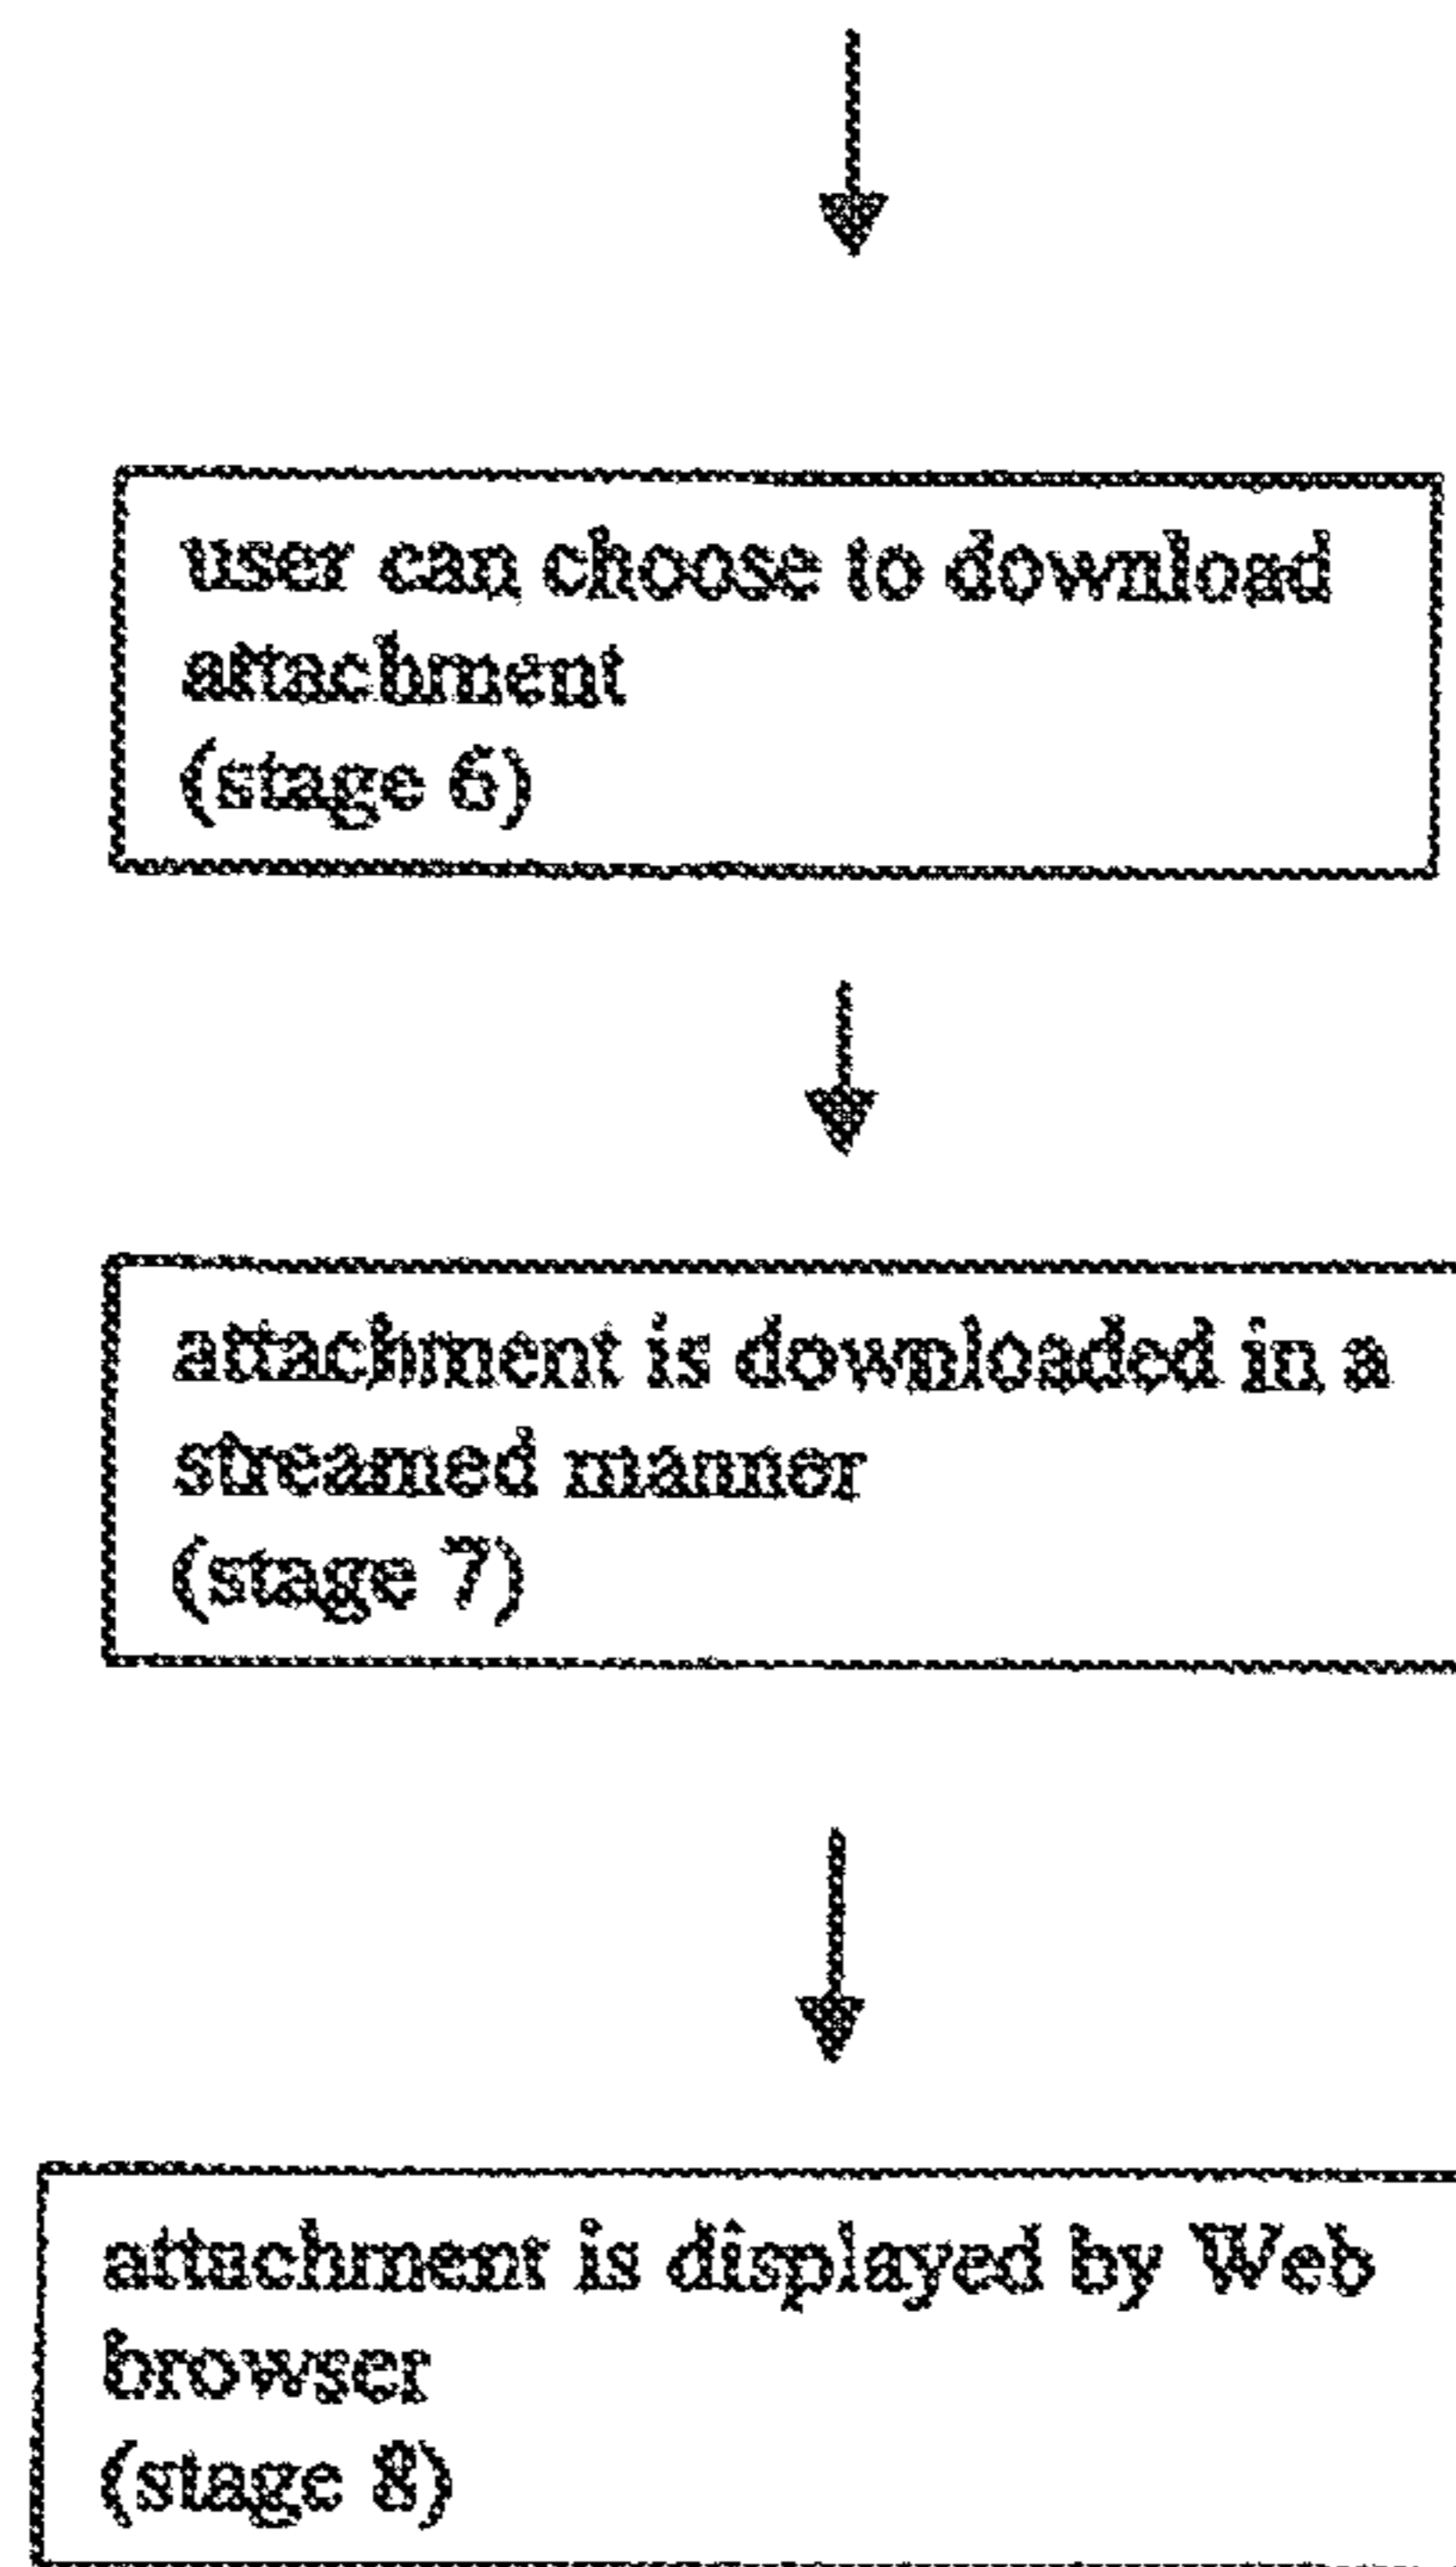 user can choose to download
attachment
(stage 6)
attachment is downloaded in a
streamed manner
(stage 7)
attachment is displayed by Web
browser
(stage 8)